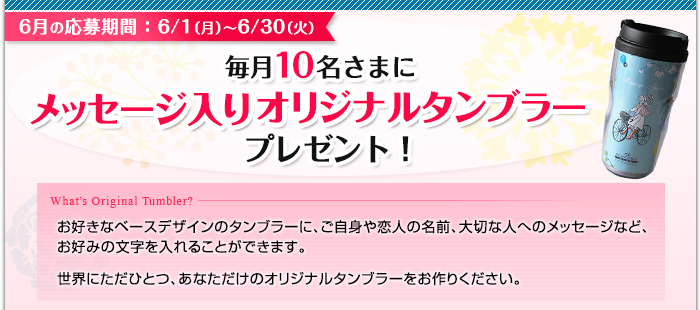 6月の応募期間：6/1(月)～6/30(火)
毎月10名さまに
メッセージ入りオリジナルタンブラー
プレゼント！
What's Original Tumbler?
お好きなベースデザインのタンブラーに、ご自身や恋人の名前、大切な人へのメッセージなど、
お好みの文字を入れることができます。
世界にただひとつ、あなただけのオリジナルタンブラーをお作りください。